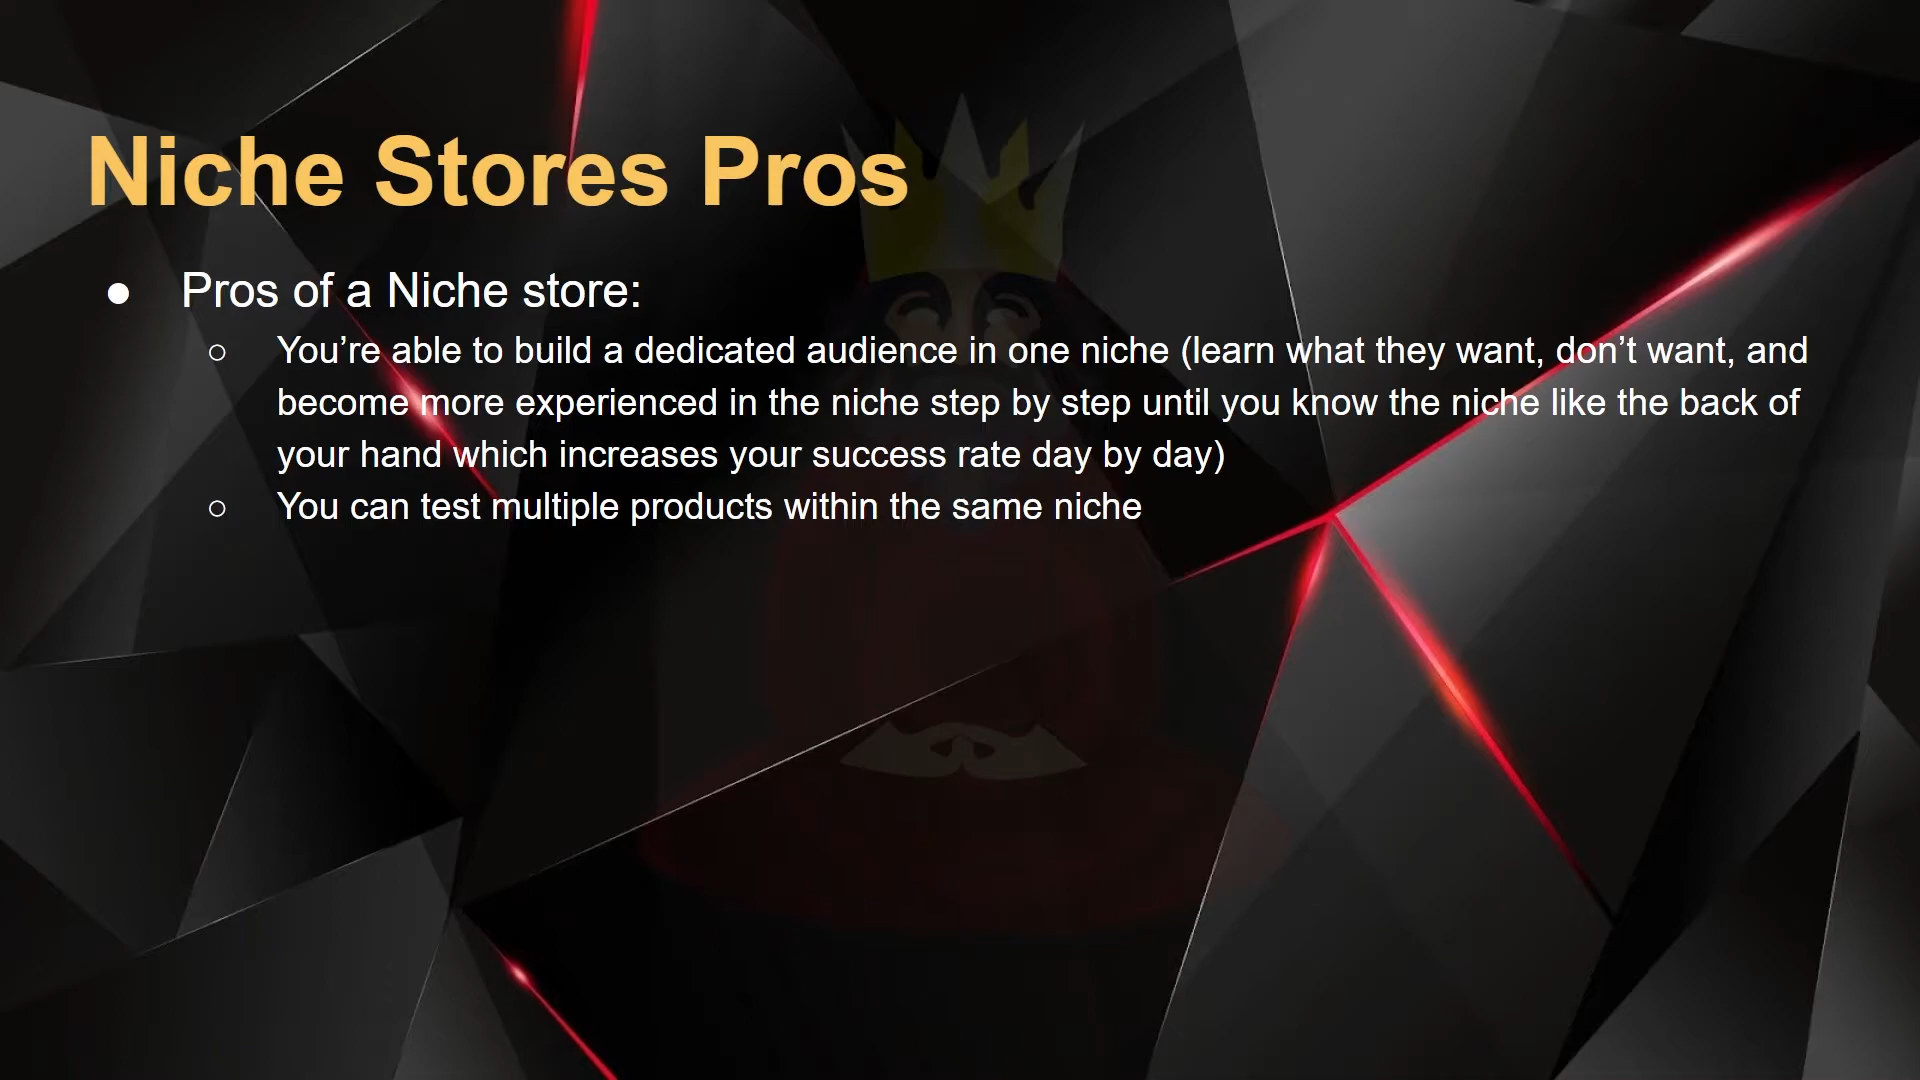 Niche Stores Pros
● Pros of a Niche store:
○ You’re able to build a dedicated audience in one niche (learn what they want, don’t want, and
become more experienced in the niche step by step until you know the niche like the back of
your hand which increases your success rate day by day)
○ You can test multiple products within the same niche